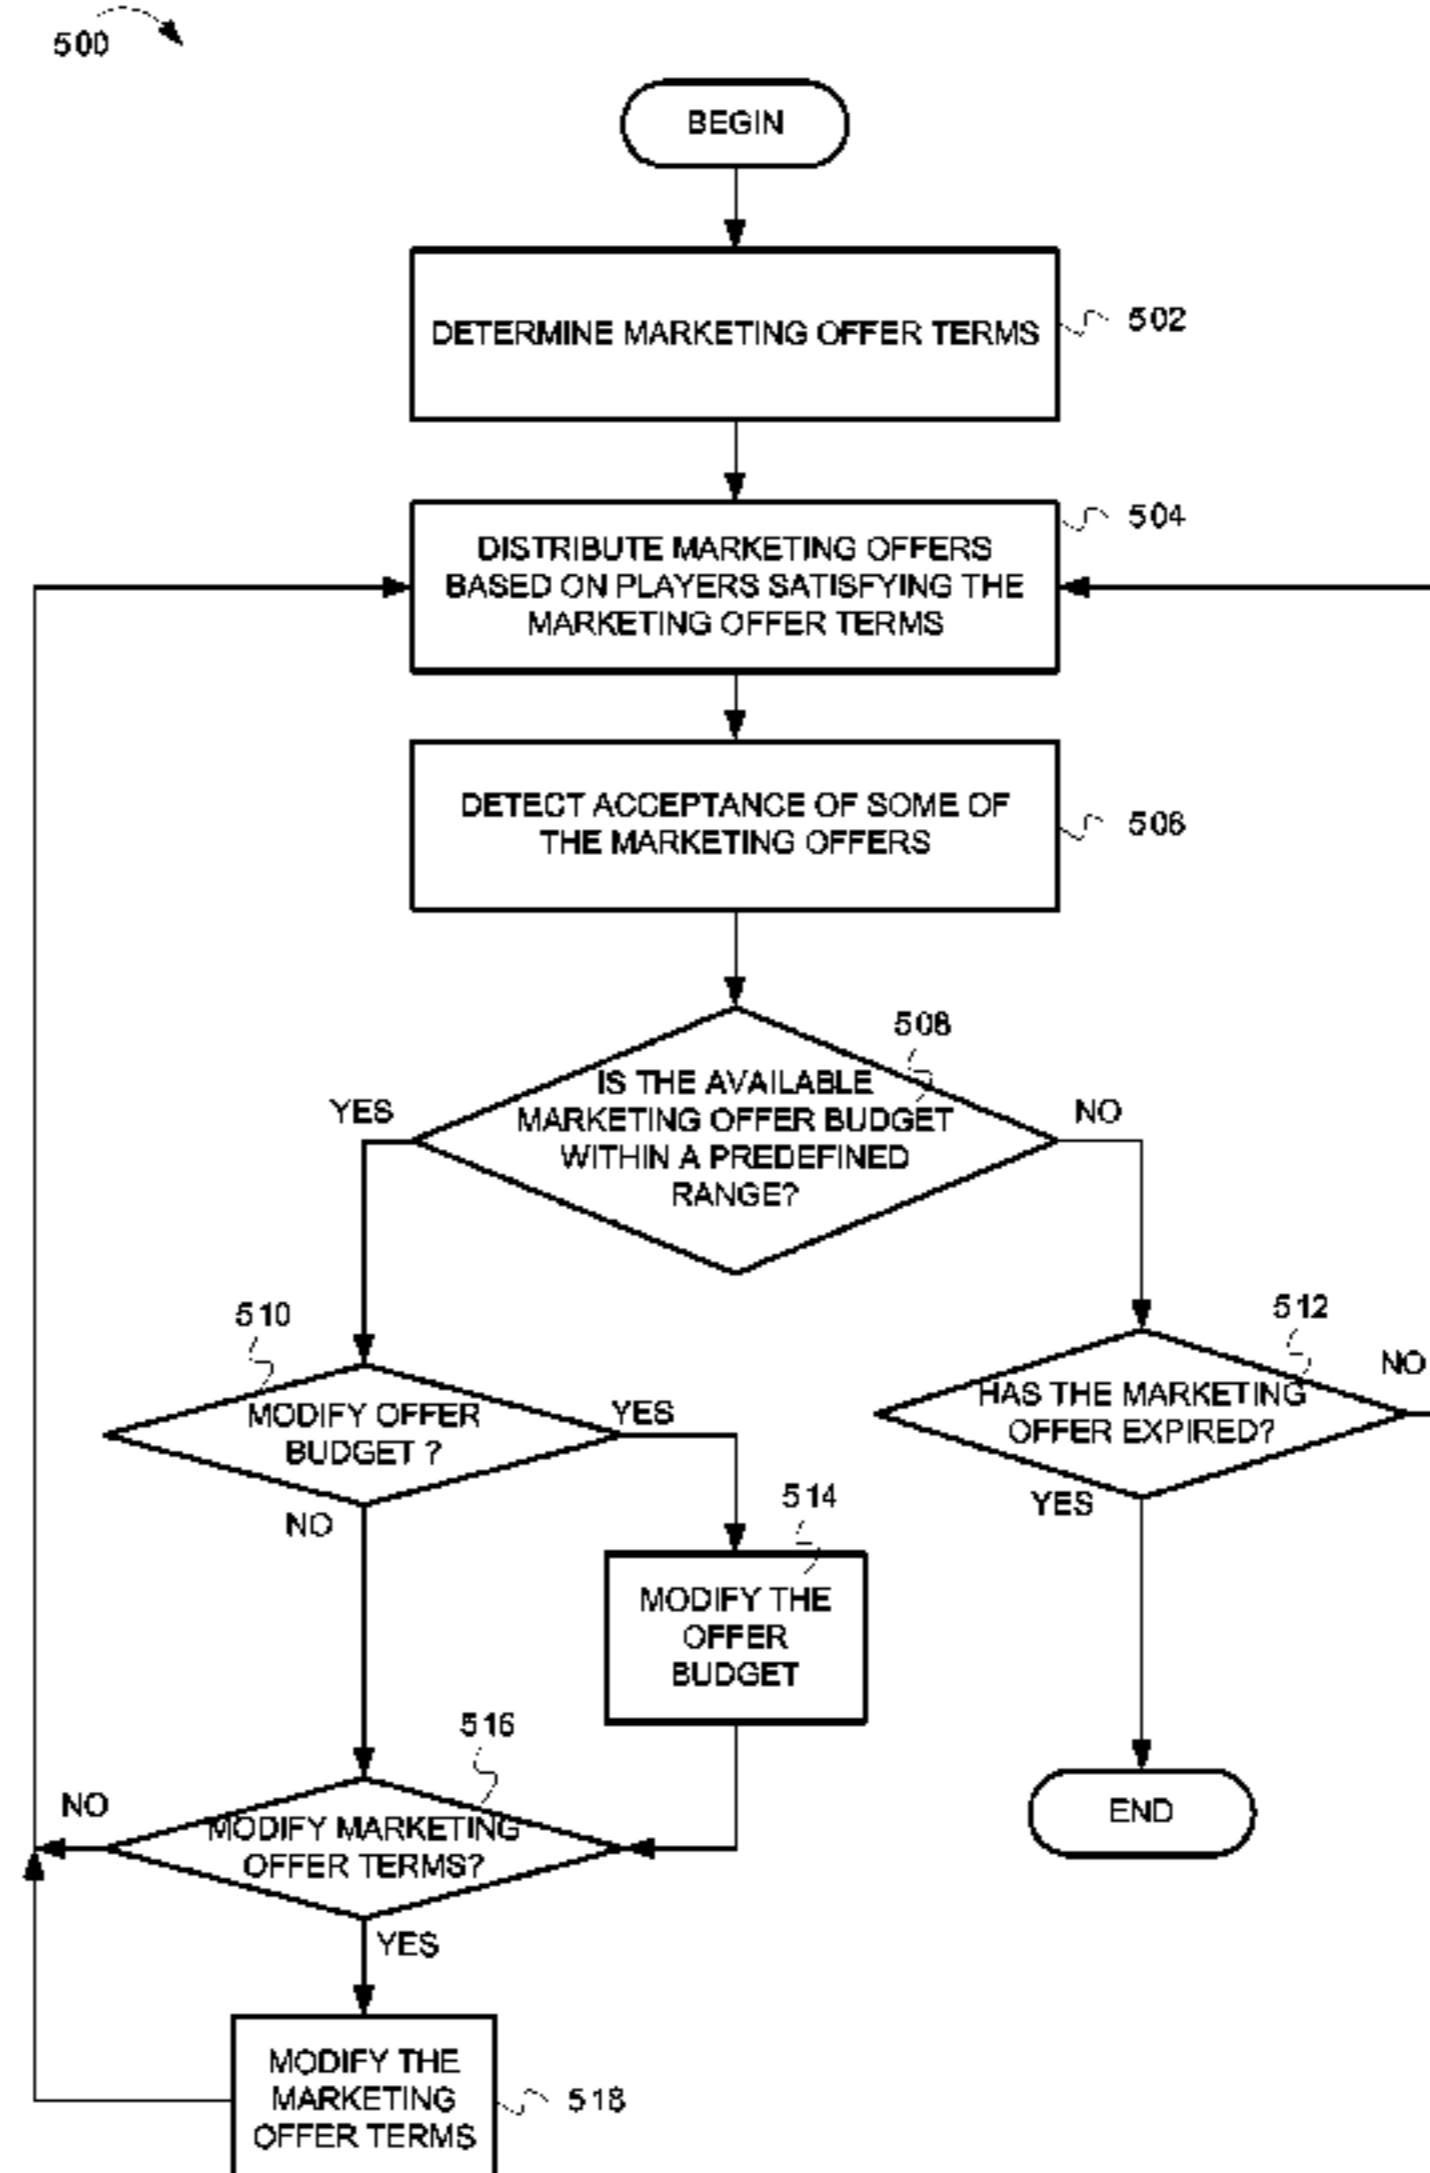 500
BEGIN
DETERMINE MARKETING OFFER TERMS
502
504
DISTRIBUTE MARKETING OFFERS
BASED ON PLAYERS SATISFYING THE
MARKETING OFFER TERMS
DETECT ACCEPTANCE OF SOME OF
THE MARKETING OFFERS
506
508
IS THE AVAILABLE
MARKETING OFFER BUDGET
WITHIN A PREDEFINED
RANGE?
YES
NO
510
MODIFY OFFER
BUDGET ?
YES
NO
512
HAS THE MARKETING
OFFER EXPIRED?
NO
YES
514
MODIFY THE
OFFER
BUDGET
516
MODIFY MARKETING
OFFER TERMS?
NO
YES
END
MODIFY THE
MARKETING
OFFER TERMS
518